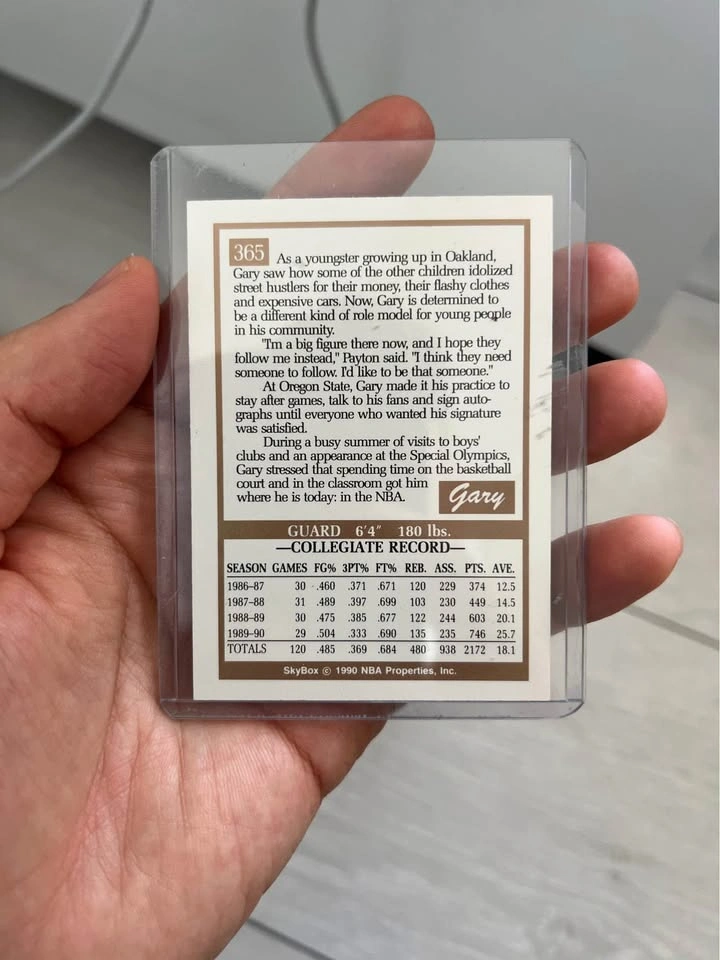 365 As a youngster growing up in Oakland,
Gary saw how some of the other children idolized
street hustlers for their money, their flashy clothes
and expensive cars. Now, Gary is determined to
be a different kind of role model for young people
in his community.
"I'm a big figure there now, and I hope they
follow me instead," Payton said. "I think they need
someone to follow. I'd like to be that someone."
At Oregon State, Gary made it his practice to
stay after games, talk to his fans and sign auto-
graphs until everyone who wanted his signature
was satisfied.
During a busy summer of visits to boys'
clubs and an appearance at the Special Olympics,
Gary stressed that spending time on the basketball
court and in the classroom got him
where he is today: in the NBA.
Gary
GUARD 6'4" 180 lbs.
—COLLEGIATE RECORD—
SEASON GAMES FG% 3PT% FT% REB. ASS. PTS. AVE.
1986–87 30 .460 .371 .671 120 229 374 12.5
1987–88 31 .489 .397 .699 103 230 449 14.5
1988–89 30 .475 .385 .677 122 244 603 20.1
1989–90 29 .504 .333 .690 135 235 746 25.7
TOTALS 120 .485 .369 .684 480 938 2172 18.1
SkyBox © 1990 NBA Properties, Inc.